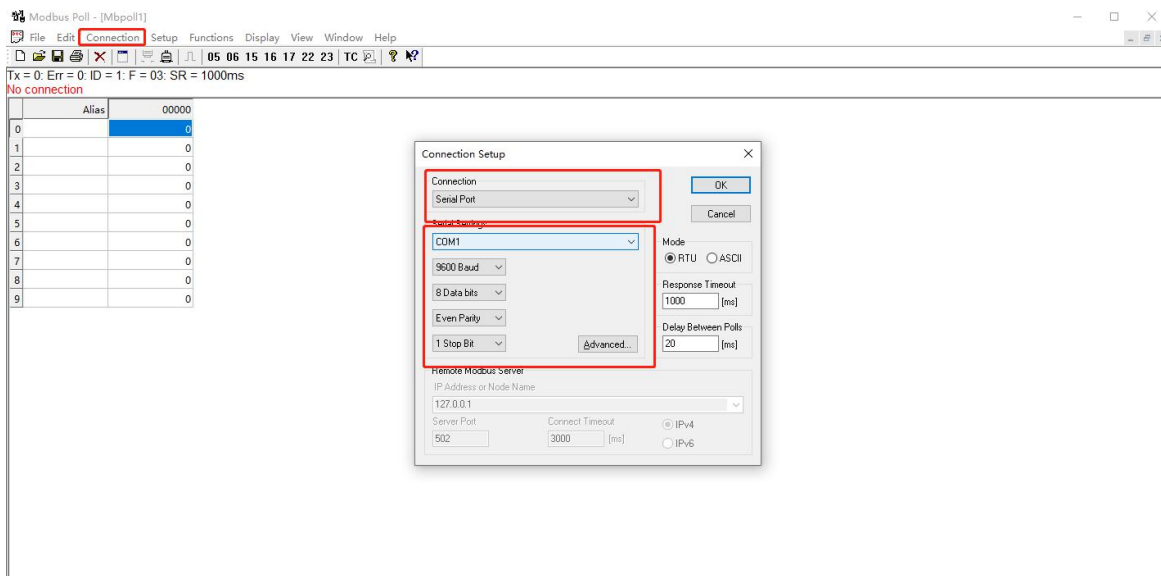 Modbus Poll - [Mbpoll1]
File Edit Connection Setup Functions Display View Window Help
05 06 15 16 17 22 23 TC
Tx = 0: Err = 0: ID = 1: F = 03: SR = 1000ms
No connection
Alias 00000
0 0
1 0
2 0
3 0
4 0
5 0
6 0
7 0
8 0
9 0
Connection Setup
Connection
Serial Port
OK
Cancel
Serial Settings
COM1
9600 Baud
8 Data bits
Even Parity
1 Stop Bit
Advanced...
Mode
RTU ASCII
Response Timeout
1000 [ms]
Delay Between Polls
20 [ms]
Remote Modbus Server
IP Address or Node Name
127.0.0.1
Server Port Connect Timeout
502 3000 [ms]
IPv4
IPv6